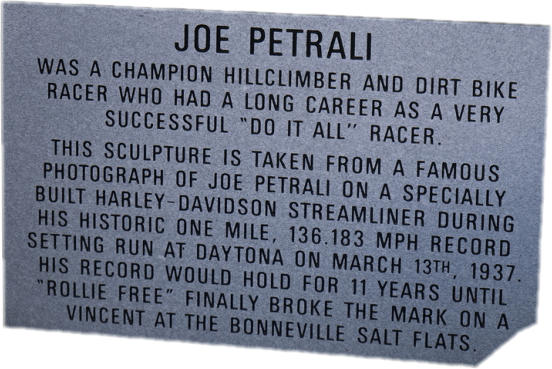 JOE PETRALI
WAS A CHAMPION HILLCLIMBER AND DIRT BIKE
RACER WHO HAD A LONG CAREER AS A VERY
SUCCESSFUL "DO IT ALL" RACER.
THIS SCULPTURE IS TAKEN FROM A FAMOUS
PHOTOGRAPH OF JOE PETRALI ON A SPECIALLY
BUILT HARLEY-DAVIDSON STREAMLINER DURING
HIS HISTORIC ONE MILE, 136.183 MPH RECORD
SETTING RUN AT DAYTONA ON MARCH 13TH, 1937.
HIS RECORD WOULD HOLD FOR 11 YEARS UNTIL
"ROLLIE FREE" FINALLY BROKE THE MARK ON A
VINCENT AT THE BONNEVILLE SALT FLATS.